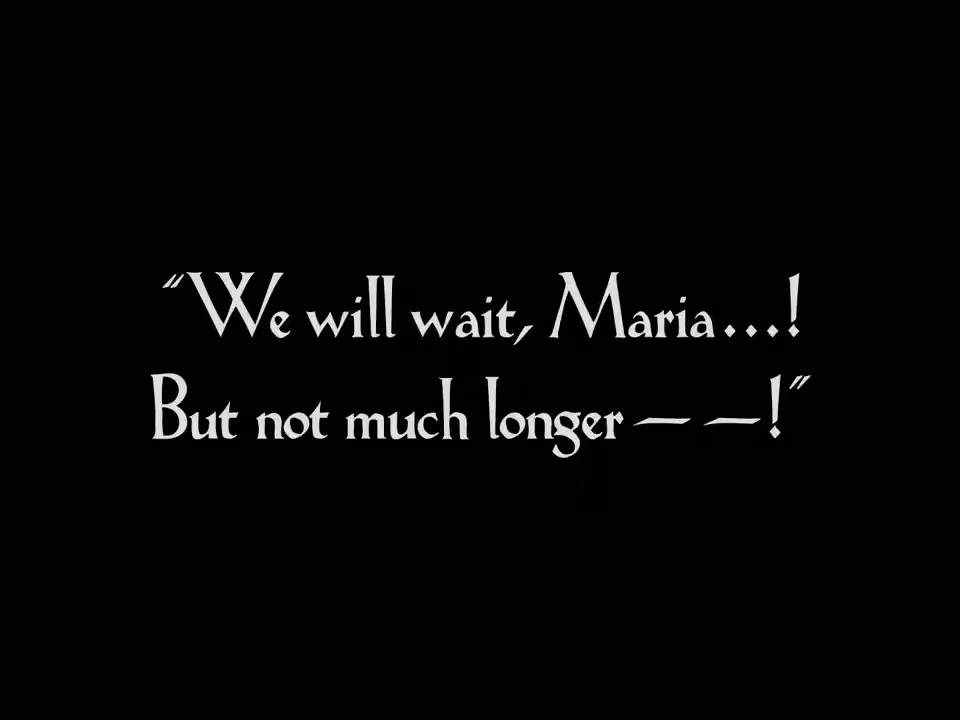 "We will wait, Maria...!
But not much longer — —!"